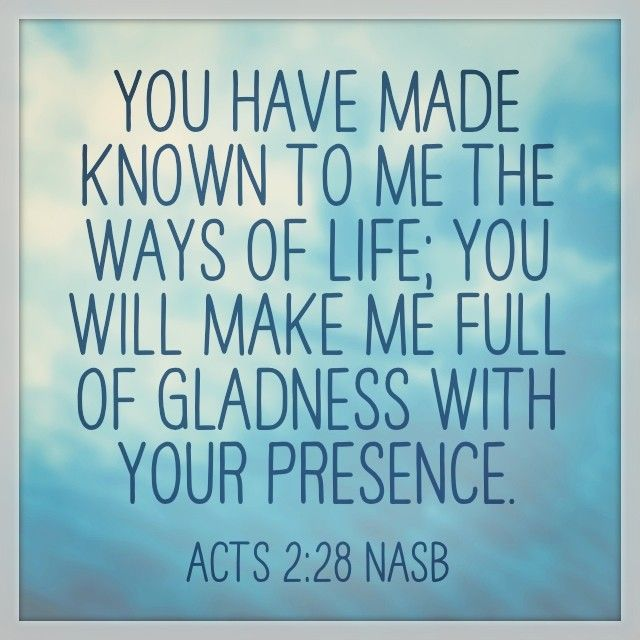 YOU HAVE MADE
KNOWN TO ME THE
WAYS OF LIFE; YOU
WILL MAKE ME FULL
OF GLADNESS WITH
YOUR PRESENCE.
ACTS 2:28 NASB